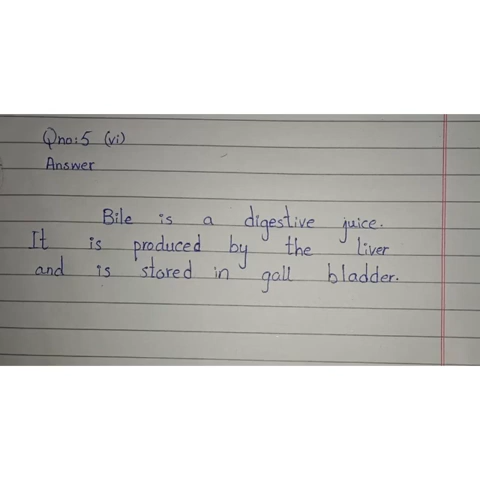 Qno:5 (vi)
Answer
Bile is a digestive juice.
It is produced by the liver
and is stored in gall bladder.